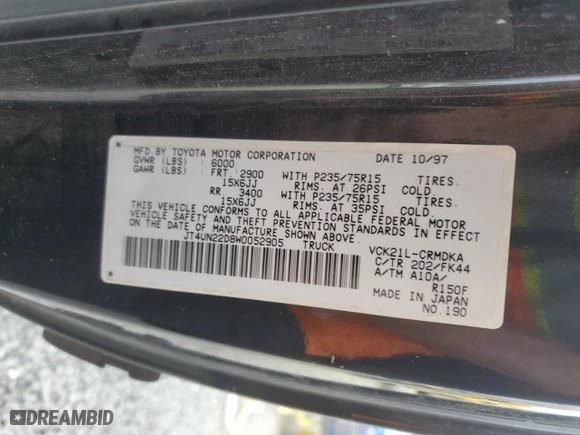 MFD.BY TOYOTA MOTOR CORPORATION DATE 10/97
GVWR (LBS) : 6000
GAWR (LBS) : FRT 2900 WITH P235/75R15 TIRES.
15X6JJ RIMS. AT 26PSI COLD.
RR 3400 WITH P235/75R15 TIRES.
15X6JJ RIMS. AT 35PSI COLD.
THIS VEHICLE CONFORMS TO ALL APPLICABLE FEDERAL MOTOR
VEHICLE SAFETY AND THEFT PREVENTION STANDARDS IN EFFECT
ON THE DATE OF MANUFACTURE SHOWN ABOVE.
JT4UN22D8W0052905 TRUCK
VCK21L-CRMDKA
C/TR 202/FK44
A/TM A10A/
R150F
MADE IN JAPAN
NO.190
DREAMBID